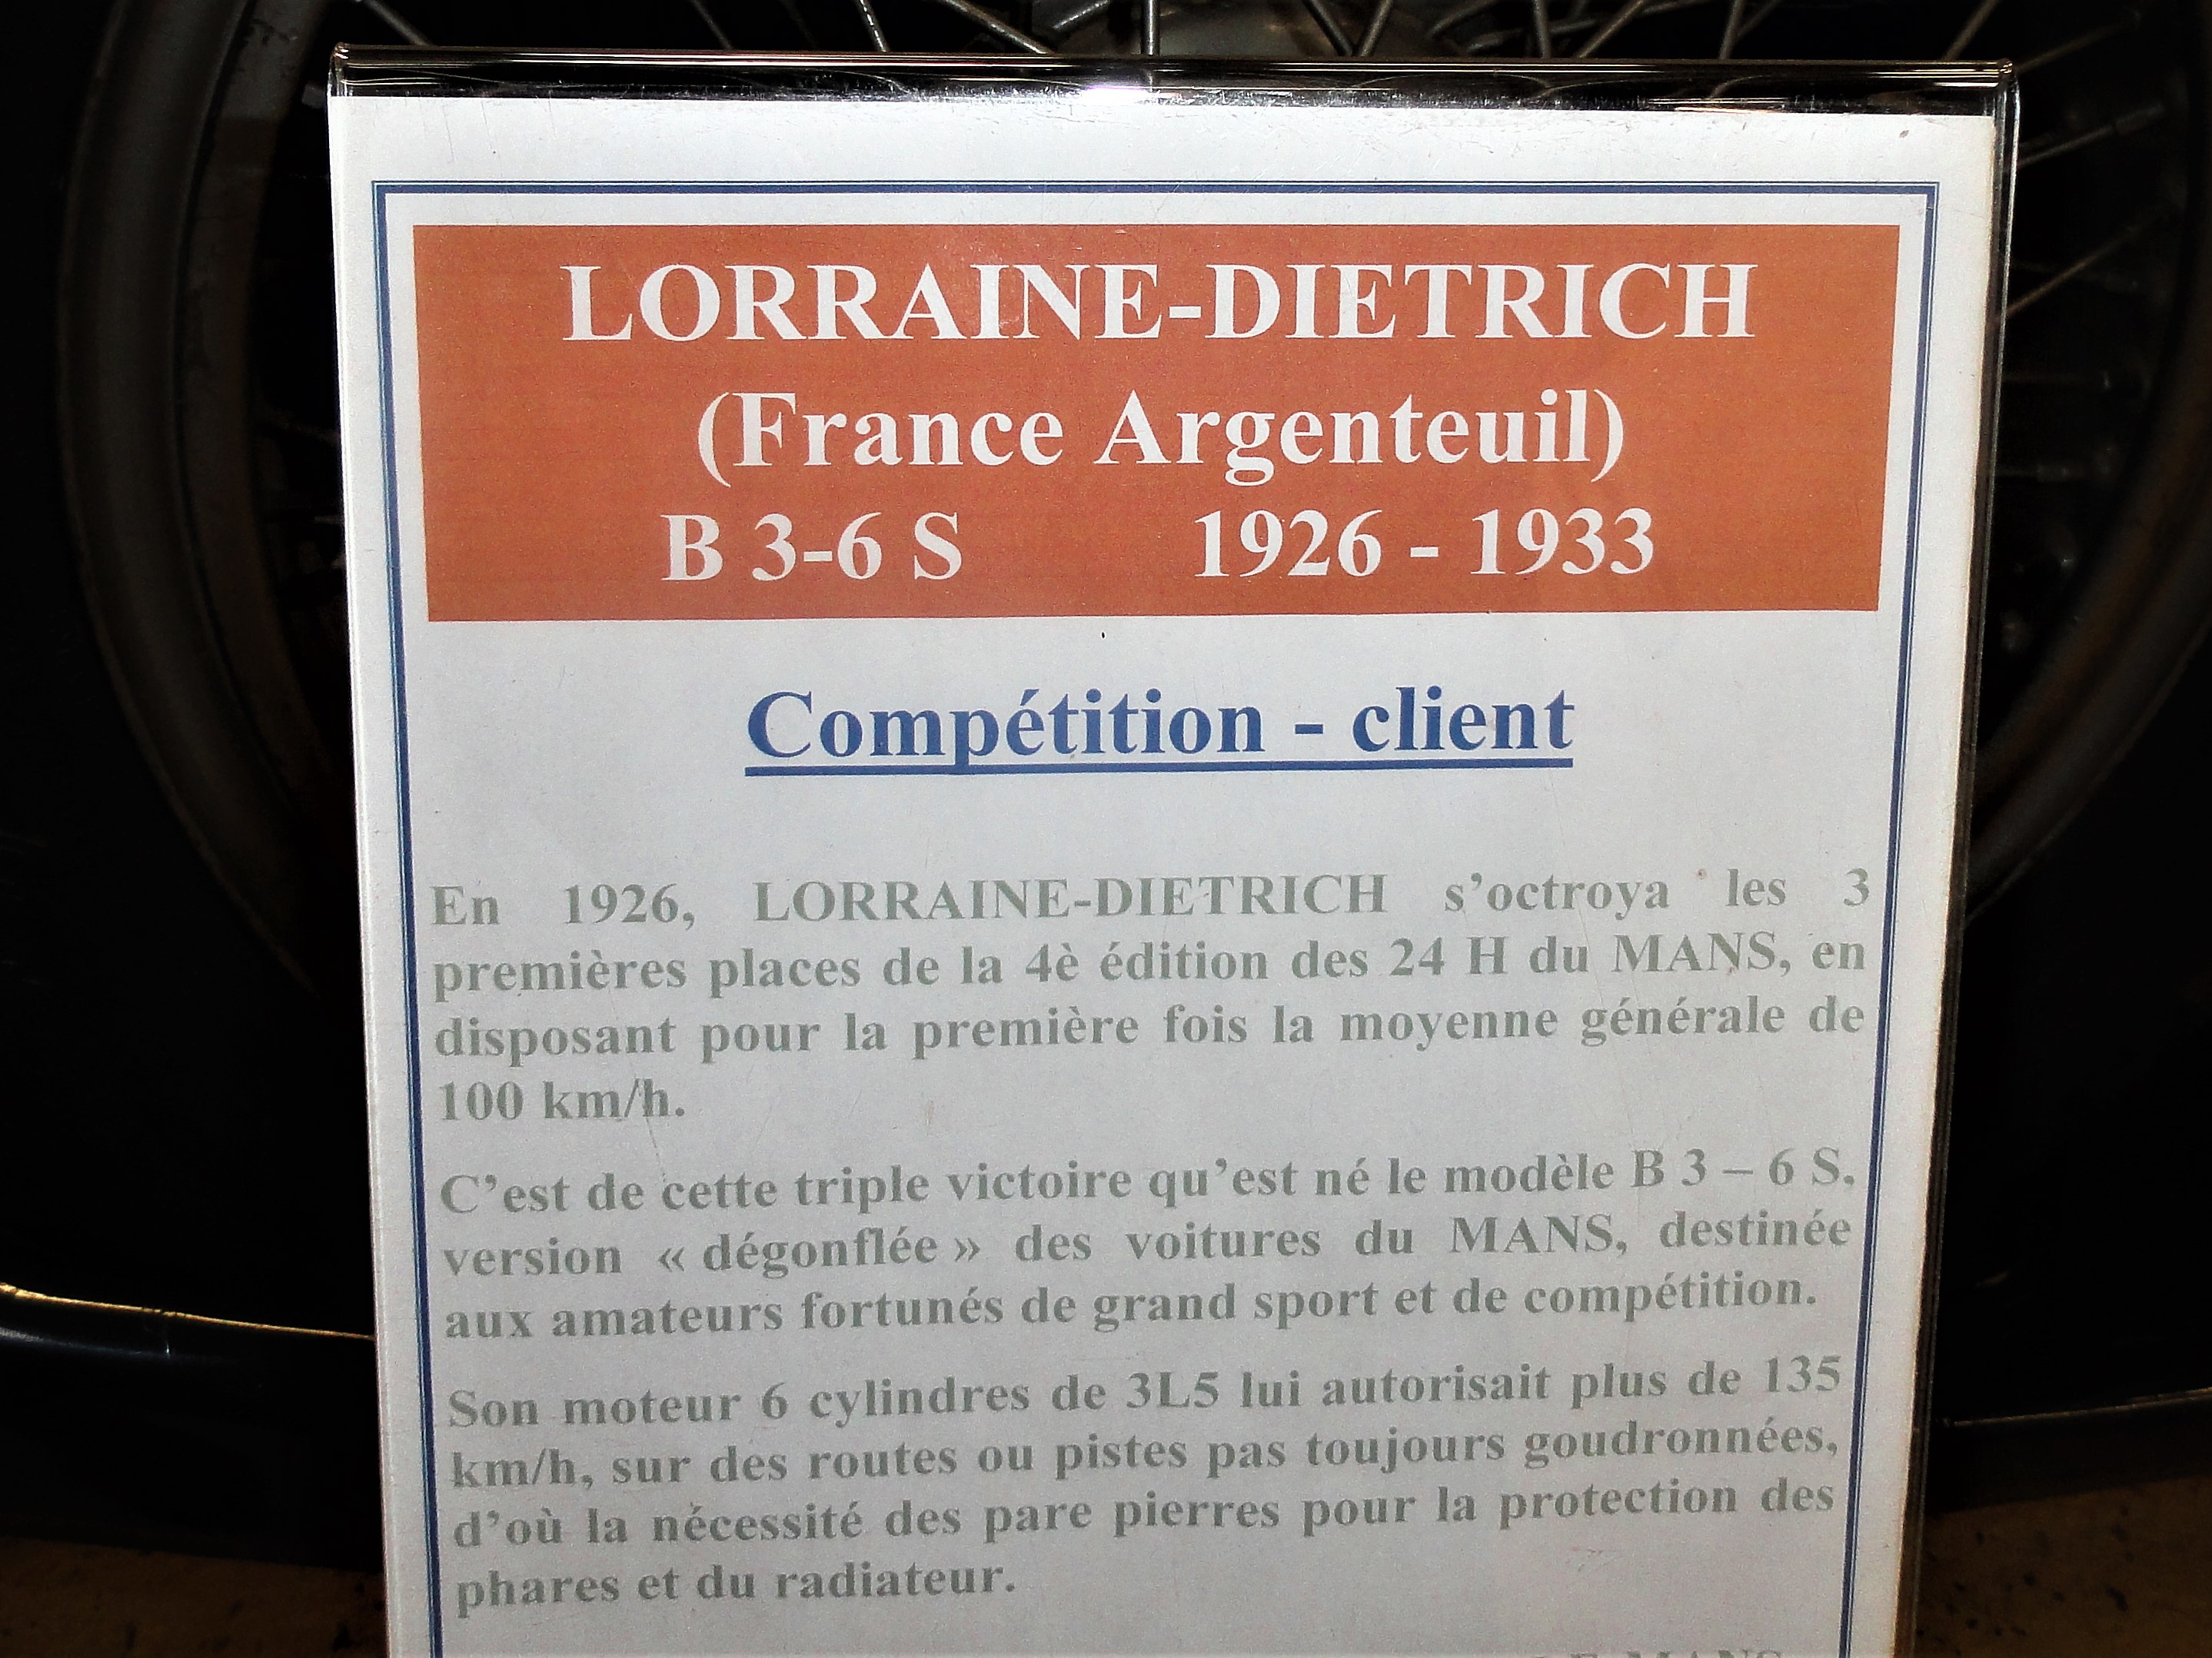 LORRAINE-DIETRICH
(France Argenteuil)
B 3-6 S 1926 - 1933
Compétition - client
En 1926, LORRAINE-DIETRICH s’octroya les 3
premières places de la 4è édition des 24 H du MANS, en
disposant pour la première fois la moyenne générale de
100 km/h.
C’est de cette triple victoire qu’est né le modèle B 3 – 6 S,
version « dégonflée » des voitures du MANS, destinée
aux amateurs fortunés de grand sport et de compétition.
Son moteur 6 cylindres de 3L5 lui autorisait plus de 135
km/h, sur des routes ou pistes pas toujours goudronnées,
d’où la nécessité des pare pierres pour la protection des
phares et du radiateur.